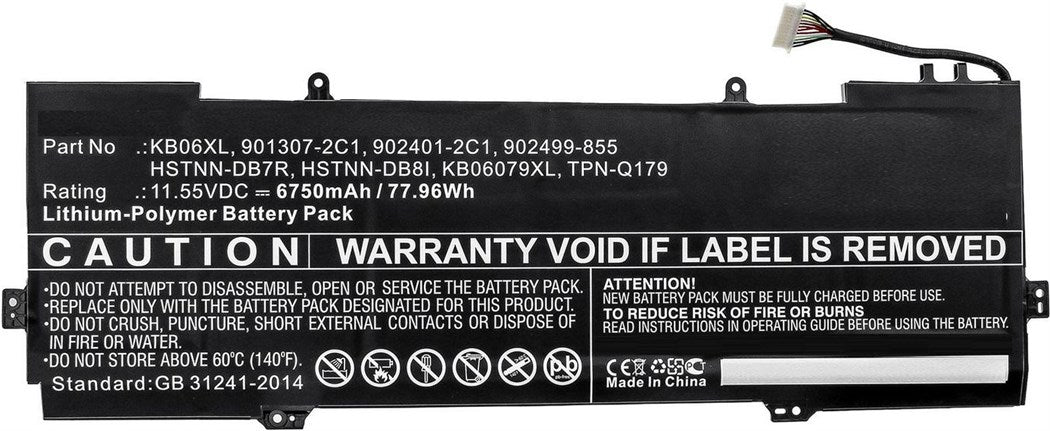 Part No .: KB06XL, 901307-2C1, 902401-2C1, 902499-855
HSTNN-DB7R, HSTNN-DB8I, KB06079XL, TPN-Q179
Rating .: 11.55VDC ⎓ 6750mAh / 77.96Wh
Lithium-Polymer Battery Pack
CAUTION WARRANTY VOID IF LABEL IS REMOVED
•DO NOT ATTEMPT TO DISASSEMBLE, OPEN OR SERVICE THE BATTERY PACK.
•REPLACE ONLY WITH THE BATTERY PACK DESIGNATED FOR THIS PRODUCT.
•DO NOT CRUSH, PUNCTURE, SHORT EXTERNAL CONTACTS OR DISPOSE OF
IN FIRE OR WATER.
•DO NOT STORE ABOVE 60°C (140°F).
Standard:GB 31241-2014
Pb
ATTENTION!
NEW BATTERY PACK MUST BE FULLY CHARGED BEFORE USE.
TO REDUCE RISK OF FIRE OR BURNS
READ INSTRUCTIONS IN OPERATING GUIDE BEFORE USING THE BATTERY.
CE
Made In China